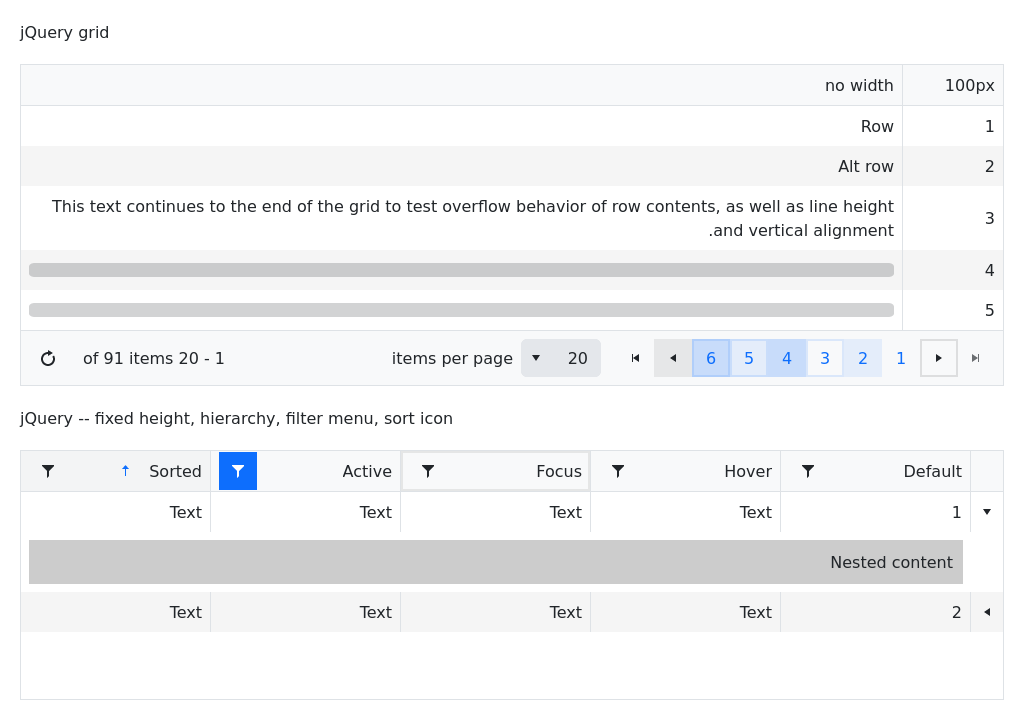 jQuery grid
no width 100px
Row 1
Alt row 2
This text continues to the end of the grid to test overflow behavior of row contents, as well as line height 3
.and vertical alignment
4
5
of 91 items 20 - 1 items per page 20 6 5 4 3 2 1
jQuery -- fixed height, hierarchy, filter menu, sort icon
Sorted Active Focus Hover Default
Text Text Text Text 1
Nested content
Text Text Text Text 2